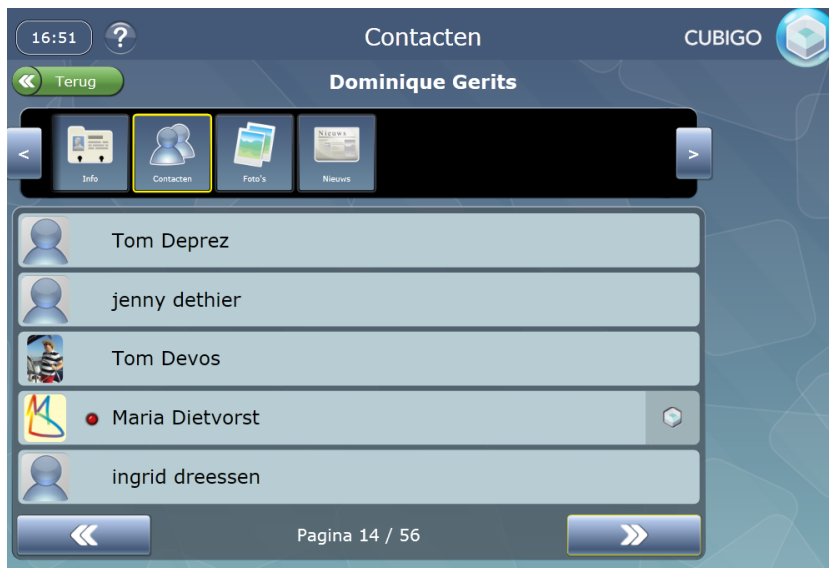 16:51
?
Contacten
CUBIGO
Terug
Dominique Gerits
<
Info
Contacten
Foto's
Nieuws
Nieuws
>
Tom Deprez
jenny dethier
Tom Devos
Maria Dietvorst
ingrid dreessen
Pagina 14 / 56